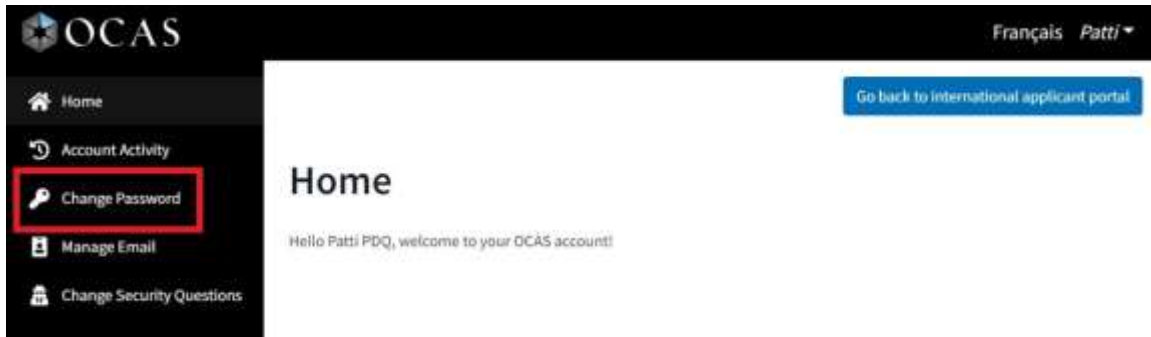 OCAS
Français Patti
Home
Go back to international applicant portal
Account Activity
Change Password
Manage Email
Change Security Questions
Home
Hello Patti PDQ, welcome to your OCAS account!